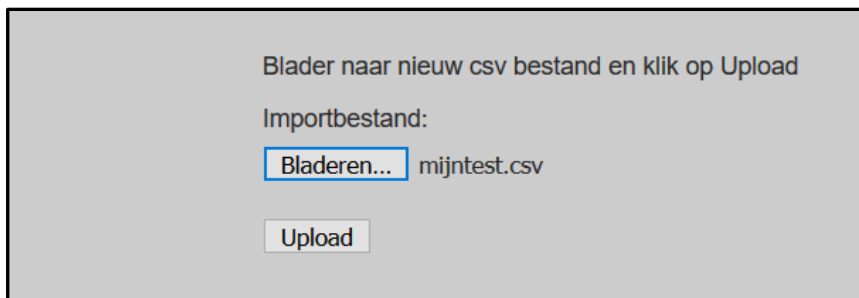 Blader naar nieuw csv bestand en klik op Upload
Importbestand:
Bladeren... mijntest.csv
Upload